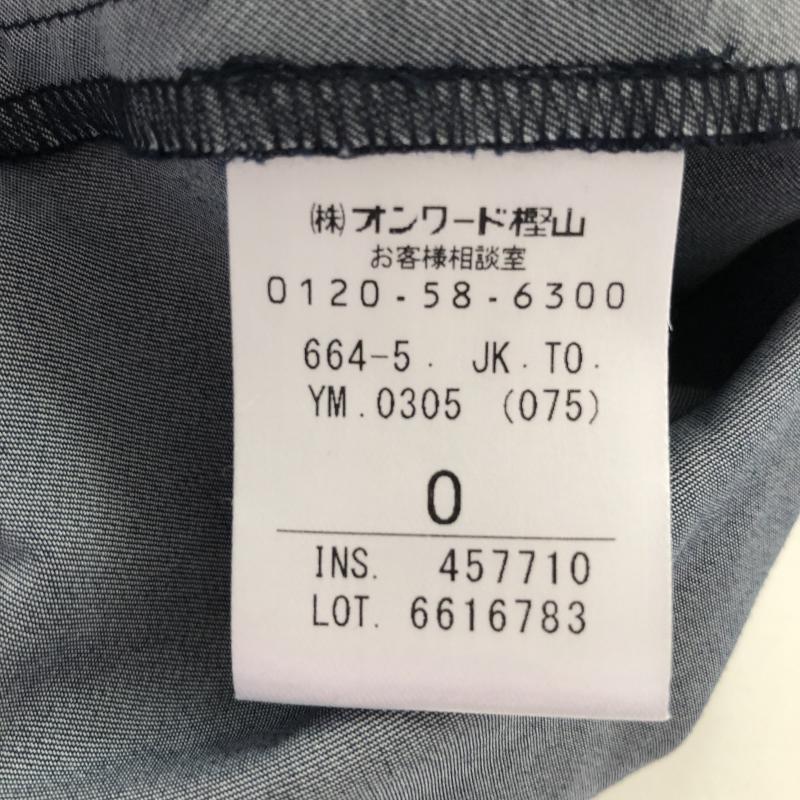 (株)オンワード樫山
お客様相談室
0120-58-6300
664-5. JK.TO.
YM.0305 (075)
0
INS. 457710
LOT. 6616783